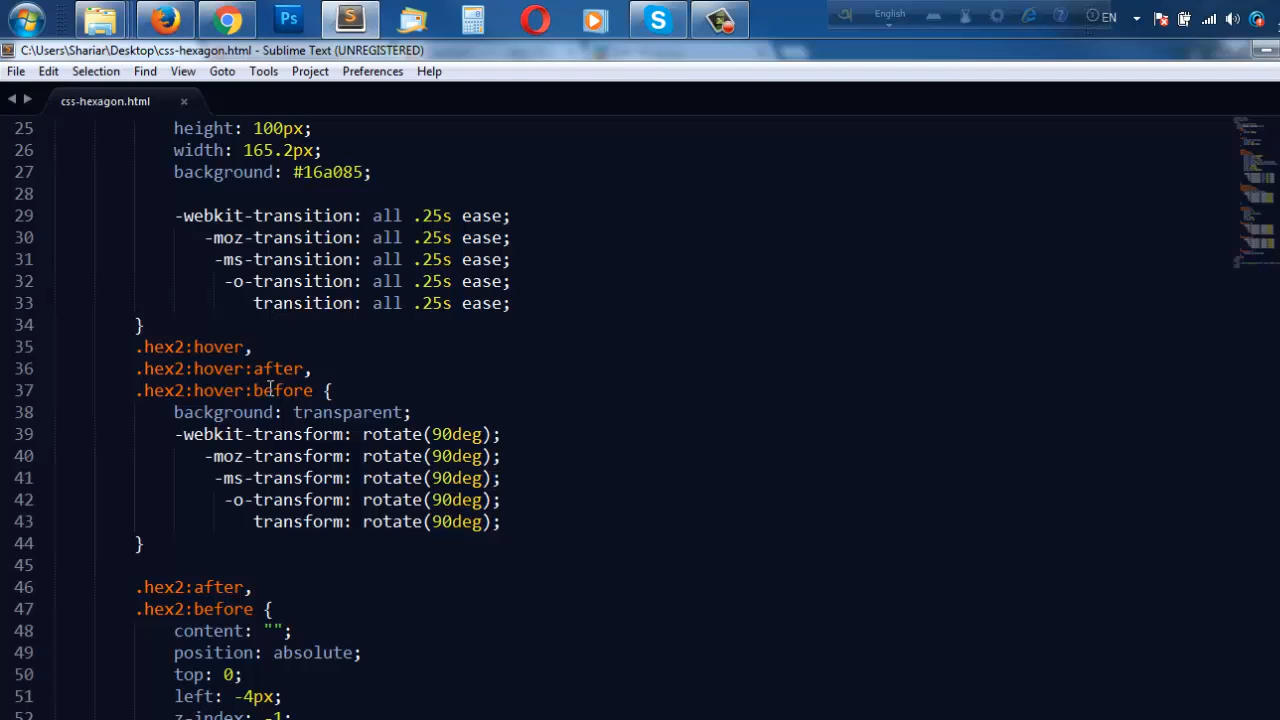 Ps
S
S
English
EN
C:\Users\Shariar\Desktop\css-hexagon.html - Sublime Text (UNREGISTERED)
File Edit Selection Find View Goto Tools Project Preferences Help
css-hexagon.html ×
25 height: 100px;
26 width: 165.2px;
27 background: #16a085;
28
29 -webkit-transition: all .25s ease;
30 -moz-transition: all .25s ease;
31 -ms-transition: all .25s ease;
32 -o-transition: all .25s ease;
33 transition: all .25s ease;
34 }
35 .hex2:hover,
36 .hex2:hover:after,
37 .hex2:hover:before {
38 background: transparent;
39 -webkit-transform: rotate(90deg);
40 -moz-transform: rotate(90deg);
41 -ms-transform: rotate(90deg);
42 -o-transform: rotate(90deg);
43 transform: rotate(90deg);
44 }
45
46 .hex2:after,
47 .hex2:before {
48 content: "";
49 position: absolute;
50 top: 0;
51 left: -4px;
52 z-index: -1;